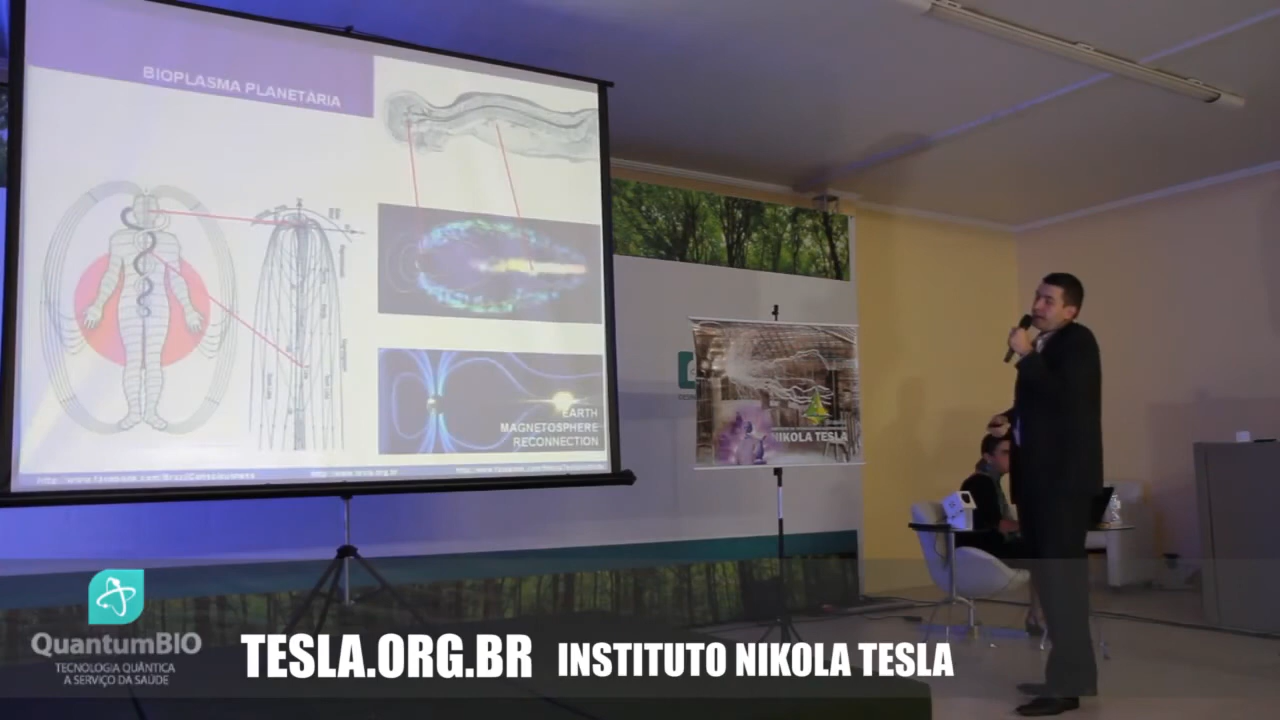 BIOPLASMA PLANETÁRIA
EARTH
MAGNETOSPHERE
RECONNECTION
http://www.tesla.org.br
NIKOLA TESLA
QuantumBIO
TECNOLOGIA QUÂNTICA
A SERVIÇO DA SAÚDE
TESLA.ORG.BR INSTITUTO NIKOLA TESLA